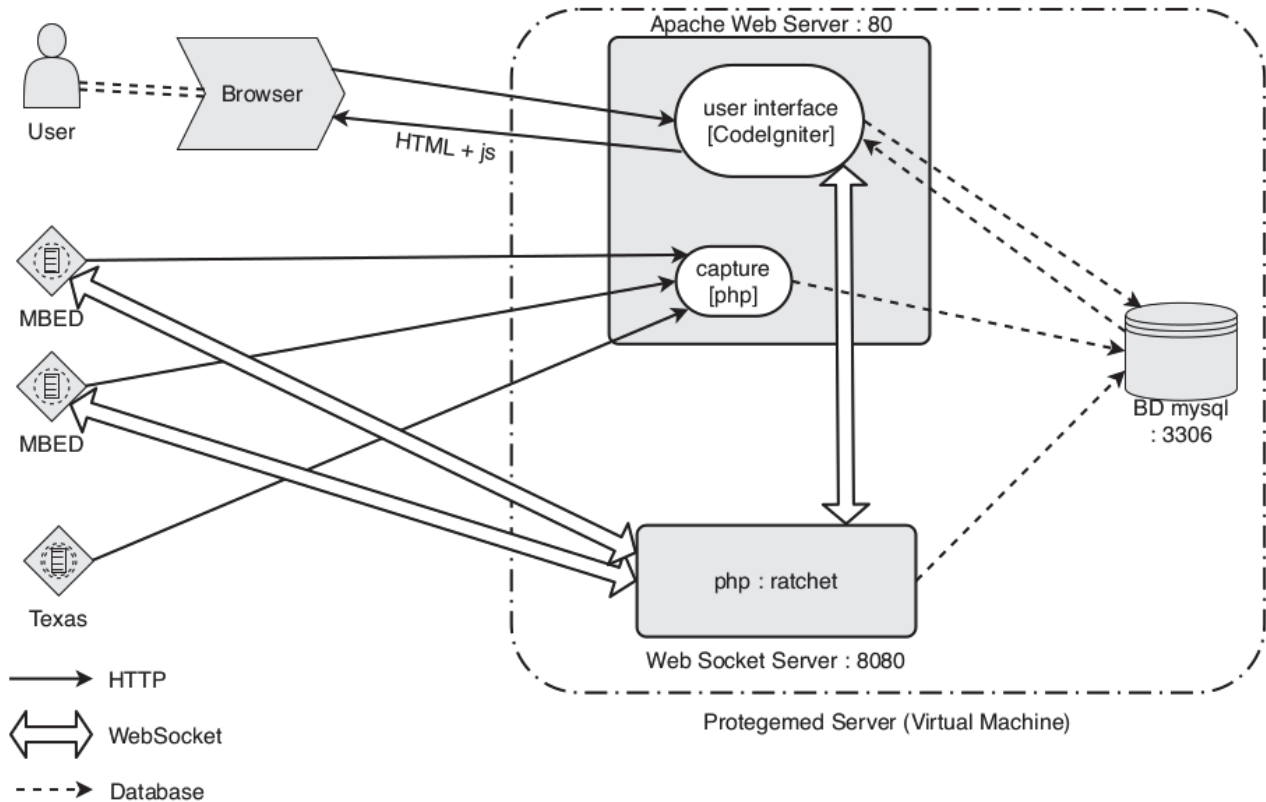 Apache Web Server : 80
User
Browser
user interface
[CodeIgniter]
HTML + js
MBED
capture
[php]
MBED
BD mysql
: 3306
Texas
php : ratchet
Web Socket Server : 8080
Protegemed Server (Virtual Machine)
HTTP
WebSocket
Database